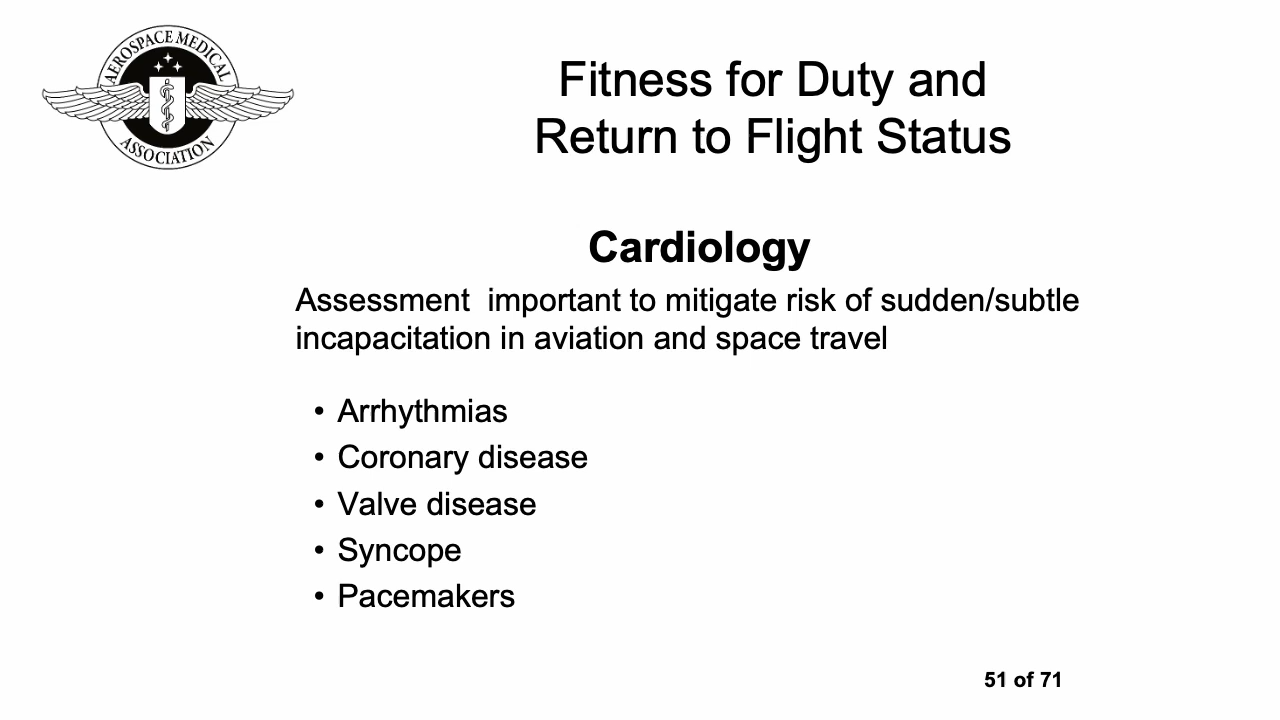 AEROSPACE MEDICAL
ASSOCIATION
Fitness for Duty and
Return to Flight Status
Cardiology
Assessment  important to mitigate risk of sudden/subtle
incapacitation in aviation and space travel
• Arrhythmias
• Coronary disease
• Valve disease
• Syncope
• Pacemakers
51 of 71